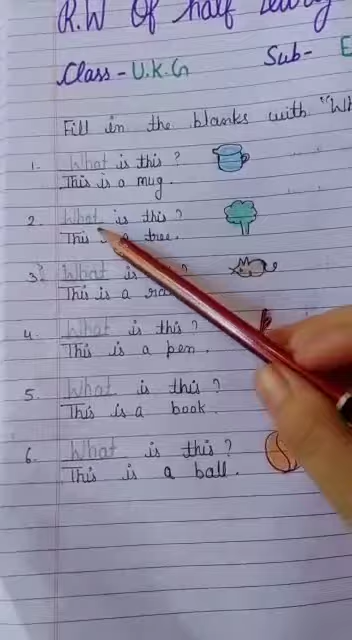 R.W Of half
Class - U.K.G Sub- E
Fill in the blanks with "Wh
1. What is this?
This is a mug.
2. What is this?
This is a tree.
3. What is
This is a
4. What is this?
This is a pen.
5. What is this?
This is a book.
6. What is this?
This is a ball.